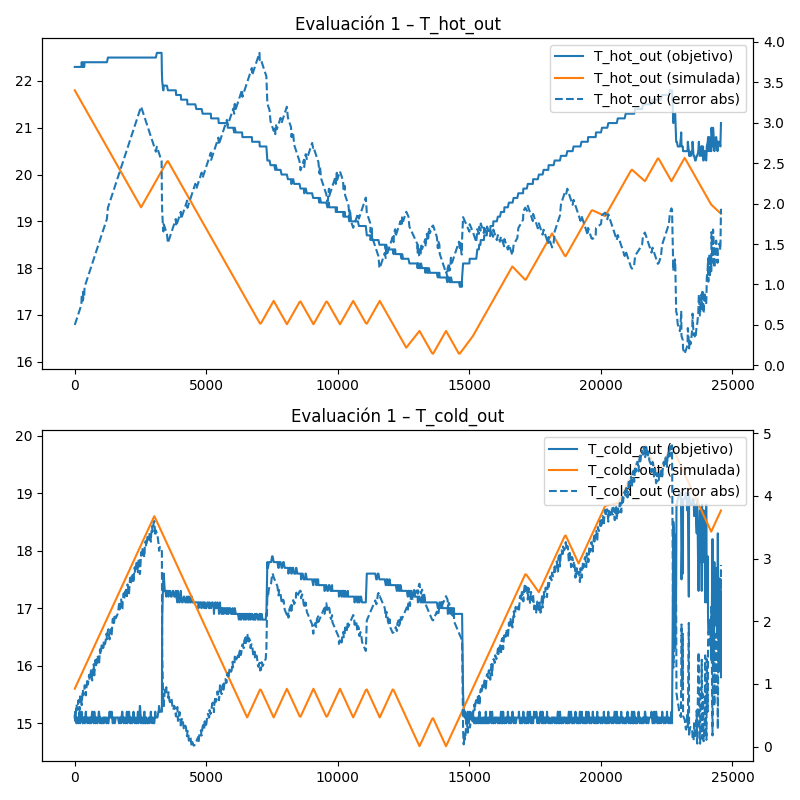 Evaluación 1 – T_hot_out
T_hot_out (objetivo)
T_hot_out (simulada)
T_hot_out (error abs)
22
21
20
19
18
17
16
4.0
3.5
3.0
2.5
2.0
1.5
1.0
0.5
0.0
0 5000 10000 15000 20000 25000
Evaluación 1 – T_cold_out
T_cold_out (objetivo)
T_cold_out (simulada)
T_cold_out (error abs)
20
19
18
17
16
15
5
4
3
2
1
0
0 5000 10000 15000 20000 25000